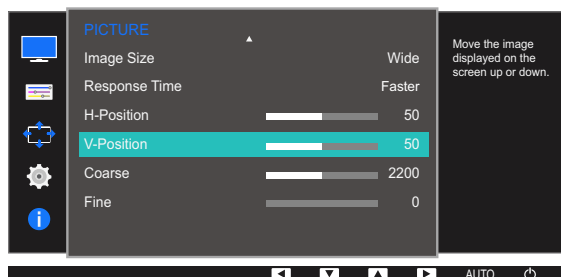 PICTURE
Image Size Wide
Response Time Faster
H-Position 50
V-Position 50
Coarse 2200
Fine 0
Move the image
displayed on the
screen up or down.
AUTO